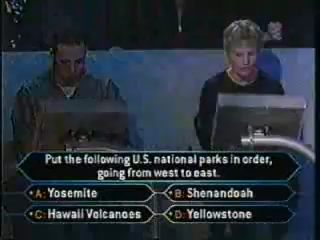 Put the following U.S. national parks in order,
going from west to east.
A: Yosemite
B: Shenandoah
C: Hawaii Volcanoes
D: Yellowstone